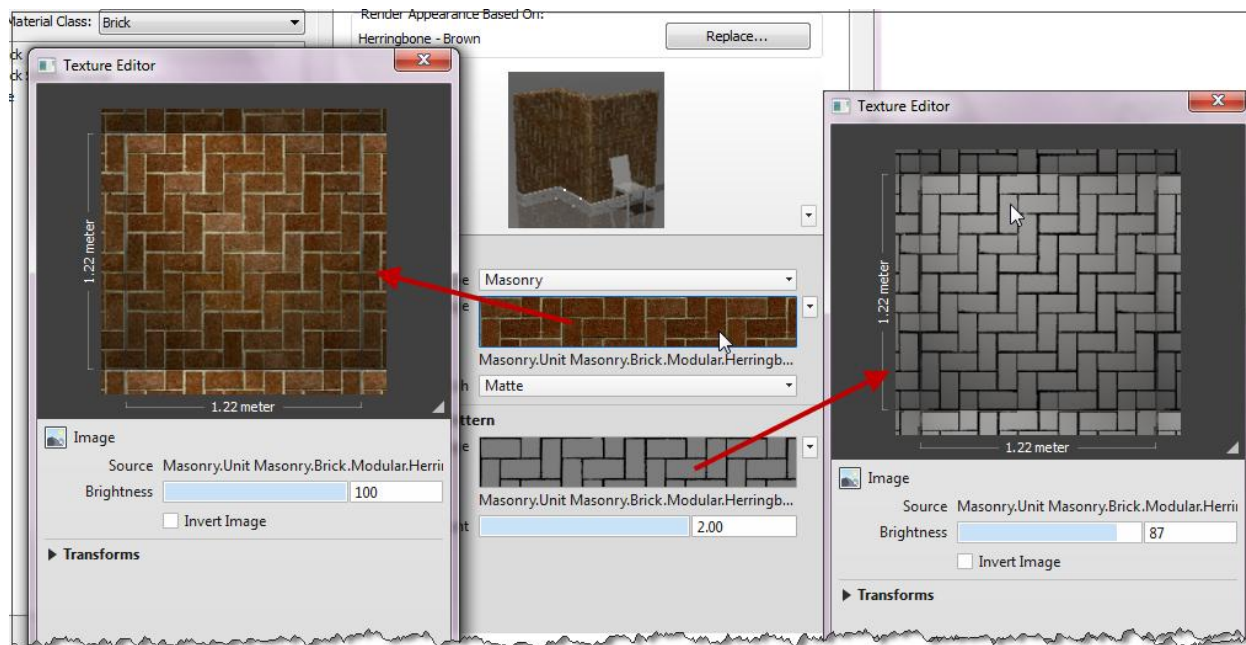 Material Class: Brick
Render Appearance Based On:
Herringbone - Brown
Replace...
Texture Editor
1.22 meter
1.22 meter
Image
Source Masonry.Unit Masonry.Brick.Modular.Herri
Brightness 100
Invert Image
Transforms
Masonry
Masonry.Unit Masonry.Brick.Modular.Herringb...
Matte
Masonry.Unit Masonry.Brick.Modular.Herringb...
2.00
Texture Editor
1.22 meter
1.22 meter
Image
Source Masonry.Unit Masonry.Brick.Modular.Herri
Brightness 87
Invert Image
Transforms